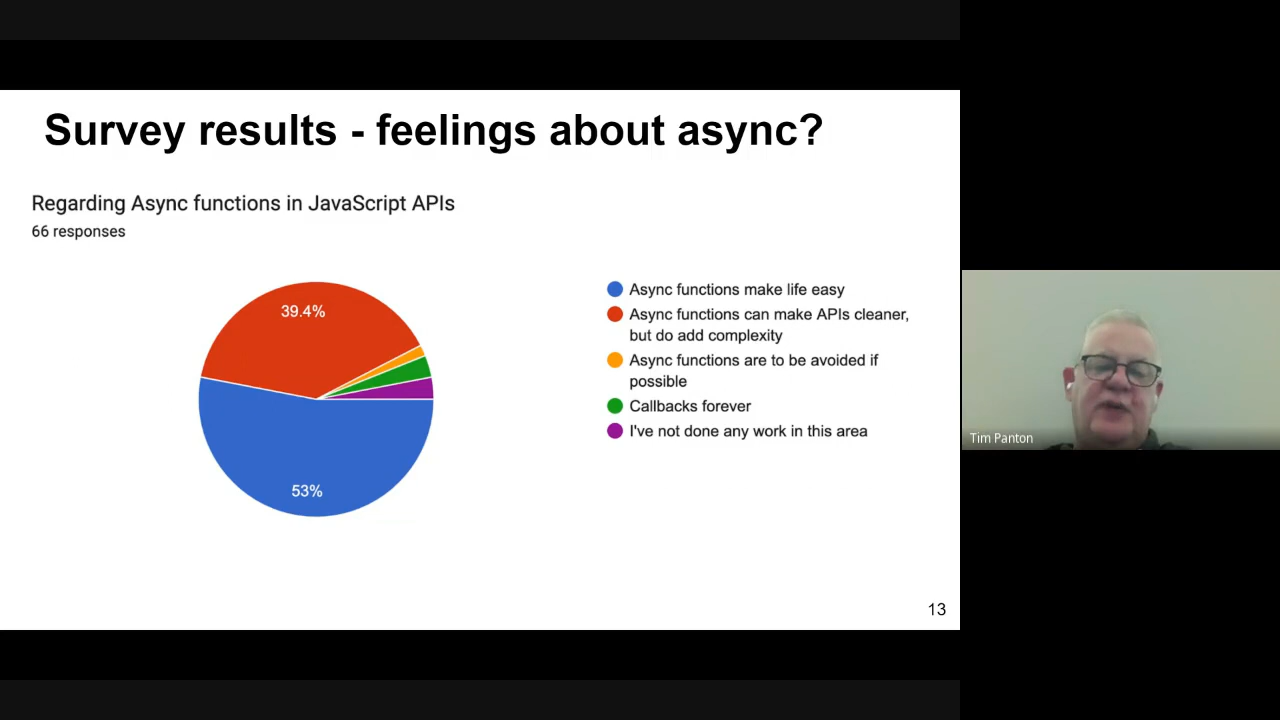 Survey results - feelings about async?
Regarding Async functions in JavaScript APIs
66 responses
39.4%
53%
Async functions make life easy
Async functions can make APIs cleaner,
but do add complexity
Async functions are to be avoided if
possible
Callbacks forever
I've not done any work in this area
Tim Panton
13